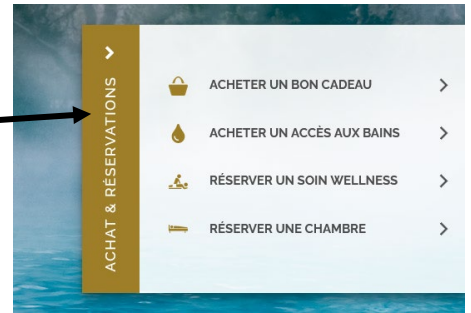 ACHAT & RÉSERVATIONS
ACHETER UN BON CADEAU
ACHETER UN ACCÈS AUX BAINS
RÉSERVER UN SOIN WELLNESS
RÉSERVER UNE CHAMBRE